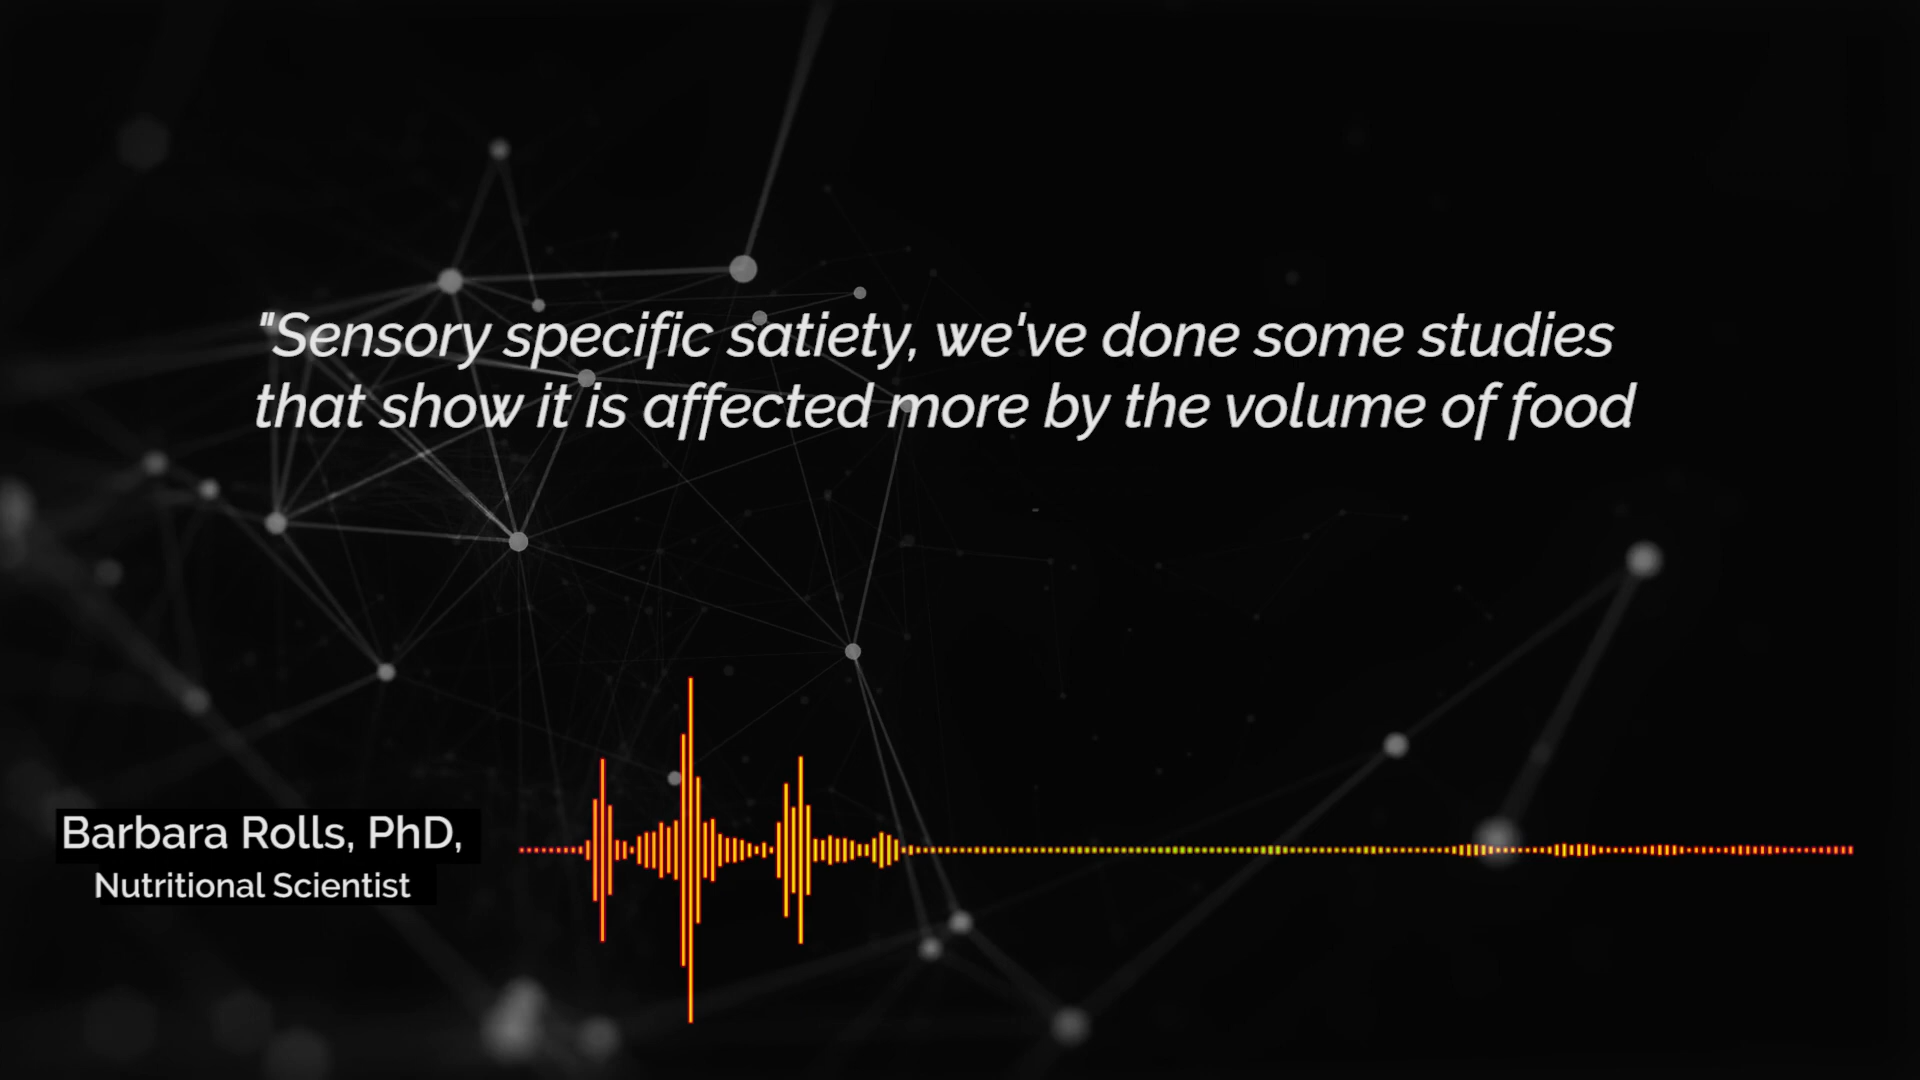 "Sensory specific satiety, we've done some studies
that show it is affected more by the volume of food
Barbara Rolls, PhD,
Nutritional Scientist